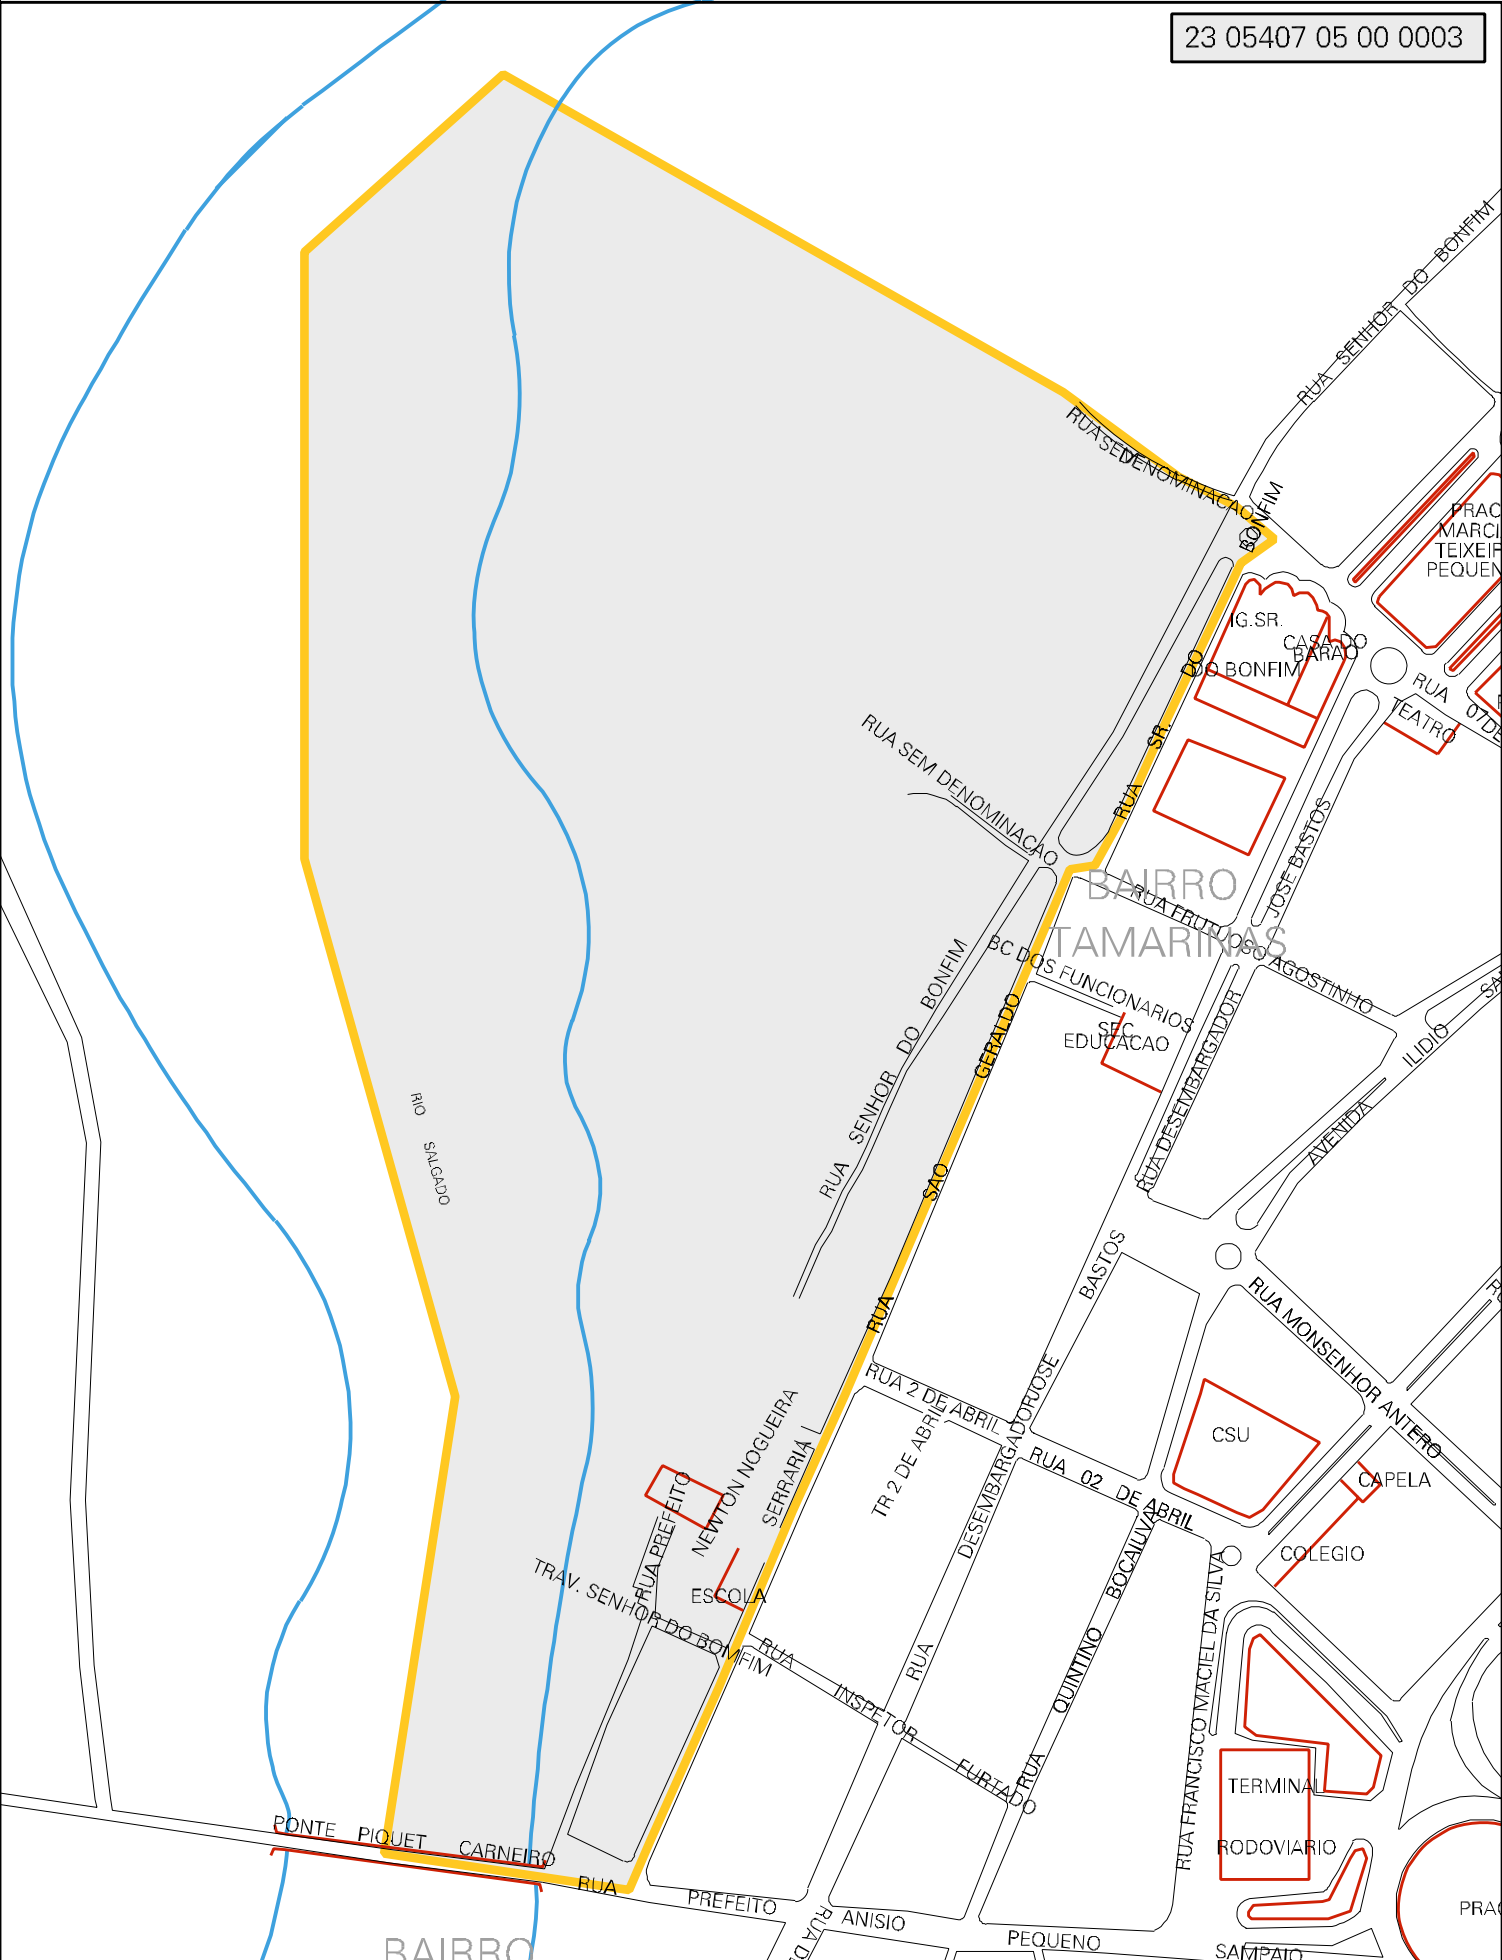 23 05407 05 00 0003
RUA SENHOR DO BONFIM
RUA SEM DENOMINACAO
BONFIM
MARCI
TEIXEIR
PEQUEN
IG.SR.
DO BONFIM
CASA DO
BARAO
RUA 07 DE
TEATRO
RUA SR. DO
RUA SEM DENOMINACAO
JOSE BASTOS
BAIRRO
TAMARINAS
RUA FRUTUOSO AGOSTINHO
BC DOS FUNCIONARIOS
RUA SENHOR DO BONFIM
SEC
EDUCACAO
RUA DESEMBARGADOR
AVENIDA ILIDIO
RUA SAO GERALDO
RIO SALGADO
BASTOS
RUA MONSENHOR ANTERO
RUA 2 DE ABRIL
TR 2 DE ABRIL
RUA DESEMBARGADOR JOSE
RUA 02 DE ABRIL
CSU
CAPELA
COLEGIO
RUA PREFEITO
NEWTON NOGUEIRA
SERRARIA
ESCOLA
TRAV. SENHOR DO BOMFIM
RUA INSPETOR FURTADO
RUA QUINTINO BOCAIUVA
RUA FRANCISCO MACIEL DA SILVA
TERMINAL
RODOVIARIO
PONTE PIQUET CARNEIRO
RUA PREFEITO ANISIO PEQUENO
SAMPAIO
BAIRRO